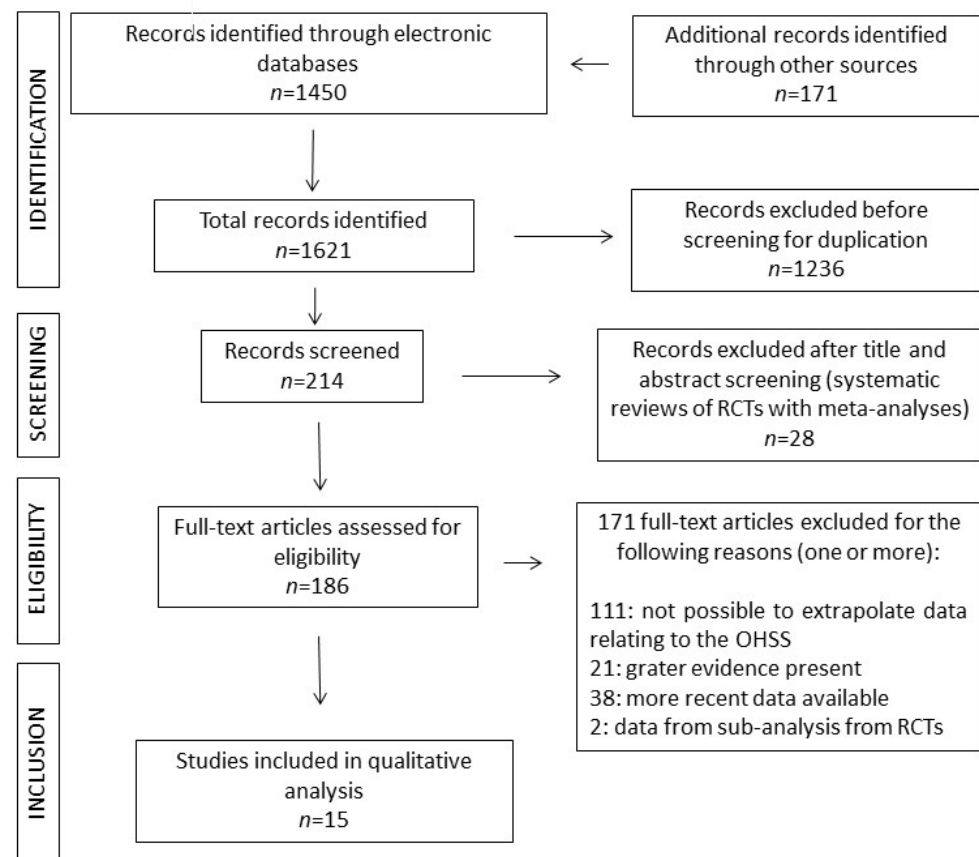 IDENTIFICATION
Records identified through electronic
databases
n=1450
Additional records identified
through other sources
n=171
Total records identified
n=1621
Records excluded before
screening for duplication
n=1236
SCREENING
Records screened
n=214
Records excluded after title and
abstract screening (systematic
reviews of RCTs with meta-analyses)
n=28
ELIGIBILITY
Full-text articles assessed for
eligibility
n=186
171 full-text articles excluded for the
following reasons (one or more):
111: not possible to extrapolate data
relating to the OHSS
21: grater evidence present
38: more recent data available
2: data from sub-analysis from RCTs
INCLUSION
Studies included in qualitative
analysis
n=15